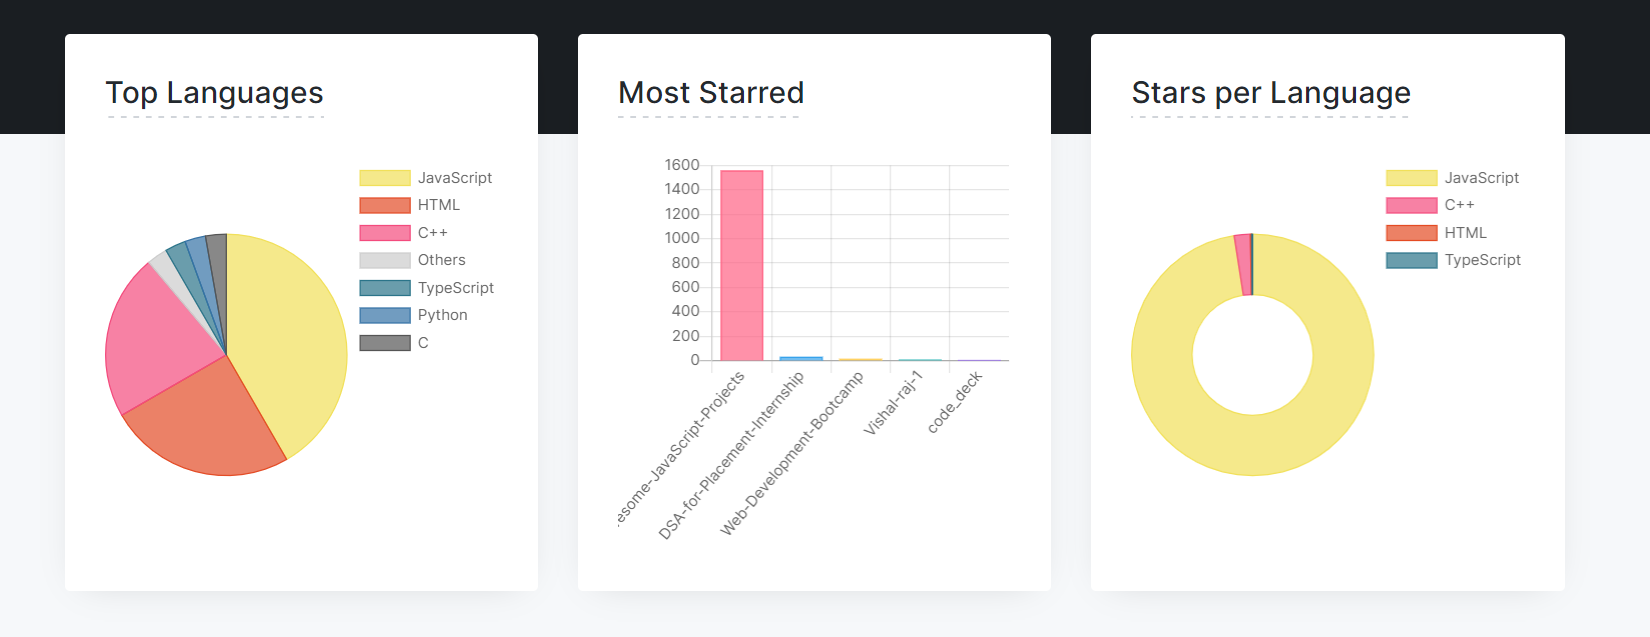 Top Languages
JavaScript
HTML
C++
Others
TypeScript
Python
C
Most Starred
1600
1400
1200
1000
800
600
400
200
0
esome-JavaScript-Projects
DSA-for-Placement-Internship
Web-Development-Bootcamp
Vishal-raj-1
code_deck
Stars per Language
JavaScript
C++
HTML
TypeScript